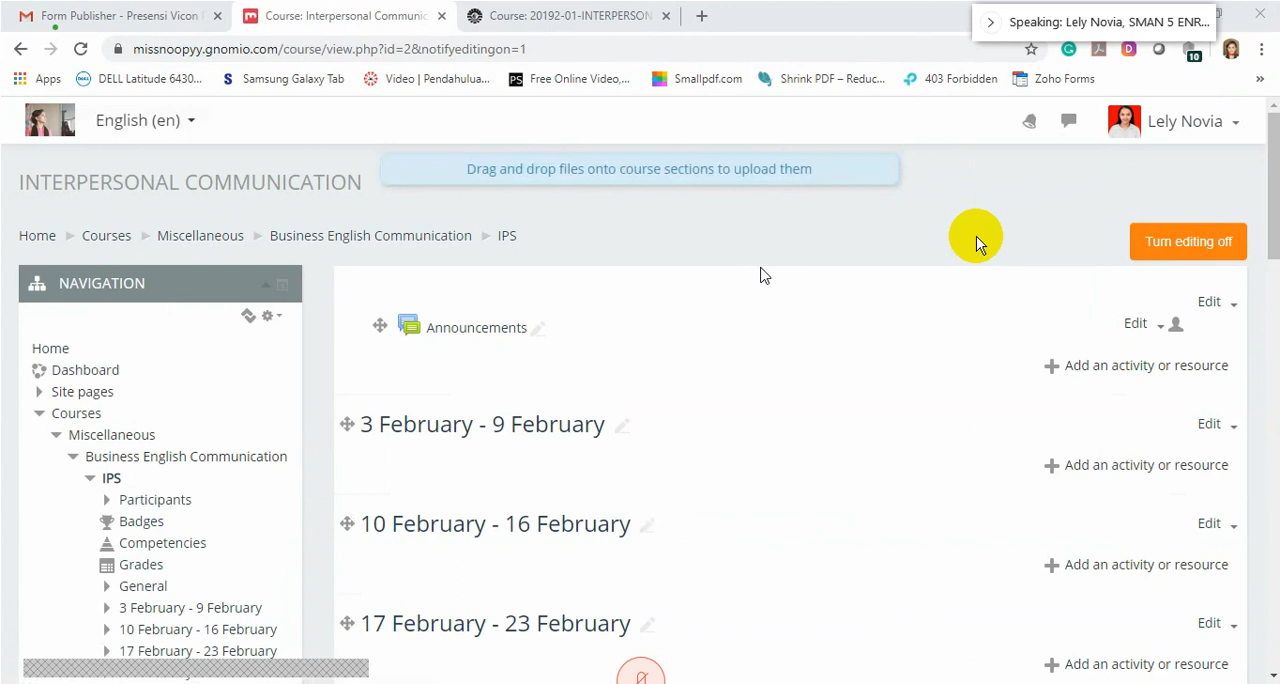 Form Publisher - Presensi Vicon
Course: Interpersonal Communic
Course: 20192-01-INTERPERSON
Speaking: Lely Novia, SMAN 5 ENR...
missnoopyy.gnomio.com/course/view.php?id=2&notifyeditingon=1
10
Apps
DELL Latitude 6430...
Samsung Galaxy Tab
Video | Pendahulua...
Free Online Video,...
Smallpdf.com
Shrink PDF – Reduc...
403 Forbidden
Zoho Forms
»
English (en)
Lely Novia
Drag and drop files onto course sections to upload them
INTERPERSONAL COMMUNICATION
Home
Courses
Miscellaneous
Business English Communication
IPS
Turn editing off
NAVIGATION
Home
Dashboard
Site pages
Courses
Miscellaneous
Business English Communication
IPS
Participants
Badges
Competencies
Grades
General
3 February - 9 February
10 February - 16 February
17 February - 23 February
Edit
Announcements
Edit
Add an activity or resource
3 February - 9 February
Edit
Add an activity or resource
10 February - 16 February
Edit
Add an activity or resource
17 February - 23 February
Edit
Add an activity or resource